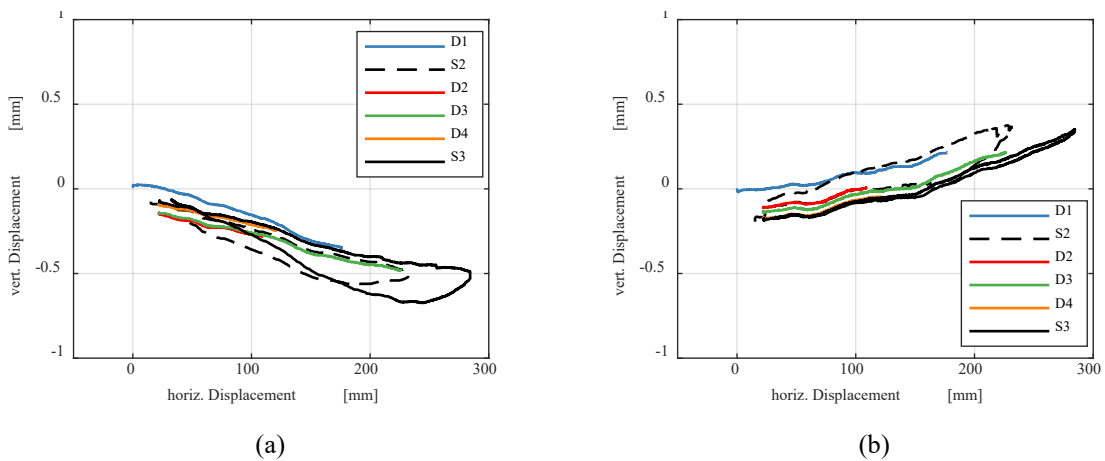 1
D1
S2
D2
D3
D4
S3
0.5
0
-0.5
-1
vert. Displacement [mm]
0 100 200 300
horiz. Displacement [mm]
(a)
1
0.5
0
-0.5
-1
vert. Displacement [mm]
D1
S2
D2
D3
D4
S3
0 100 200 300
horiz. Displacement [mm]
(b)